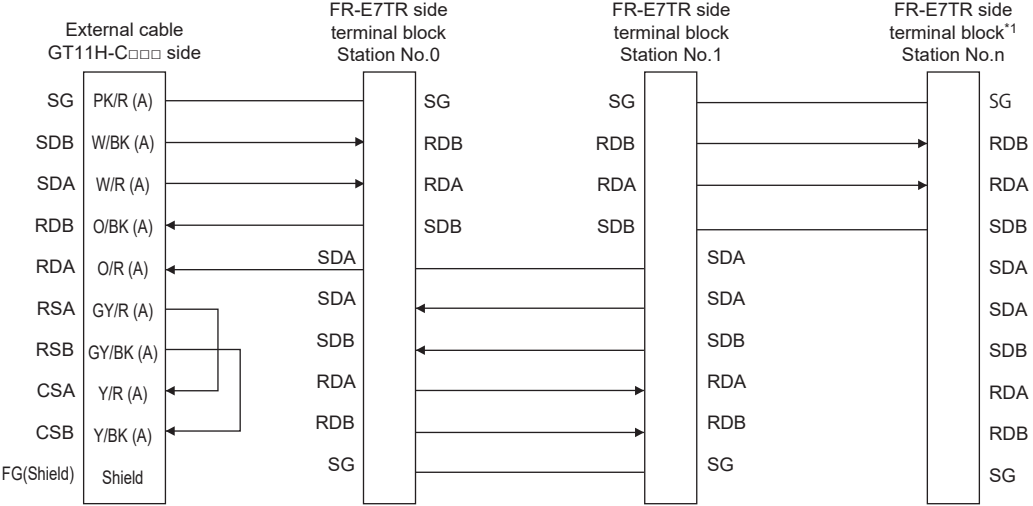 External cable
GT11H-C□□□ side
FR-E7TR side
terminal block
Station No.0
FR-E7TR side
terminal block
Station No.1
FR-E7TR side
terminal block*1
Station No.n
SG PK/R (A) SG SG SG
SDB W/BK (A) RDB RDB RDB
SDA W/R (A) RDA RDA RDA
RDB O/BK (A) SDB SDB SDB
RDA O/R (A) SDA SDA SDA
RSA GY/R (A) SDA SDA SDA
RSB GY/BK (A) SDB SDB SDB
CSA Y/R (A) RDA RDA RDA
CSB Y/BK (A) RDB RDB RDB
FG(Shield) Shield SG SG SG